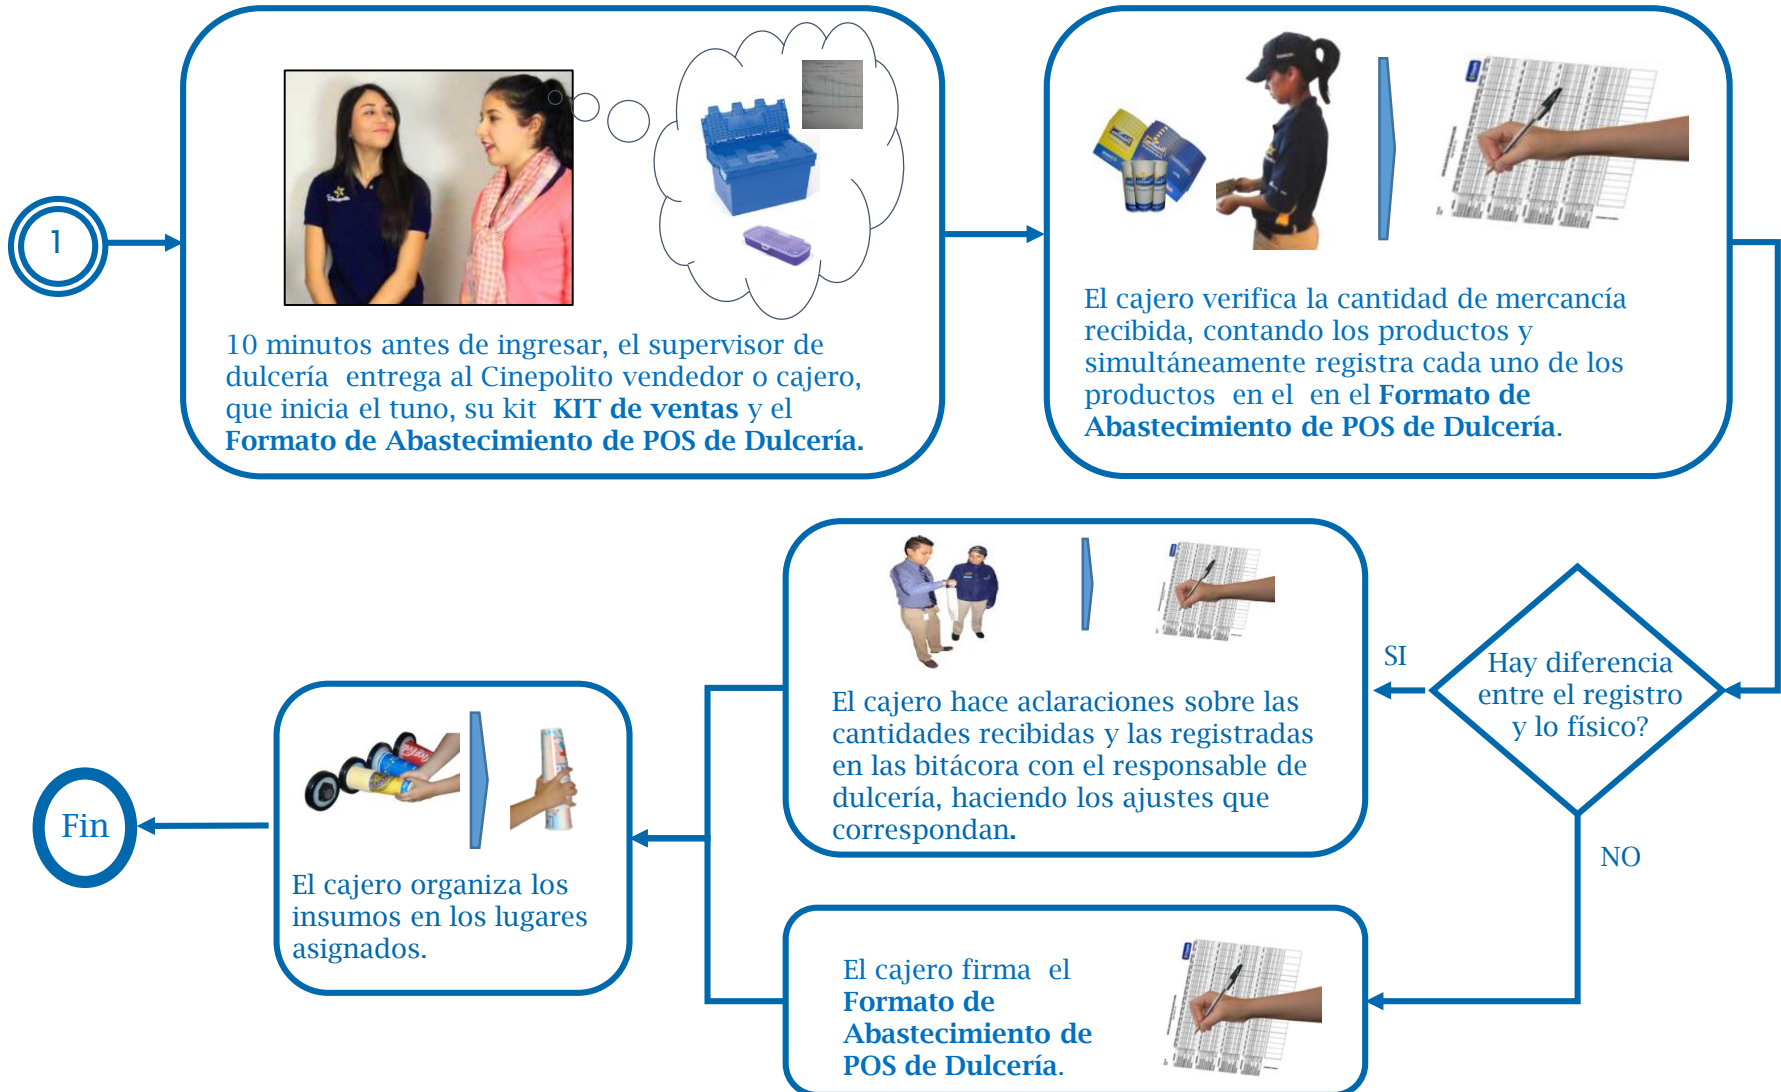 1
10 minutos antes de ingresar, el supervisor de
dulcería entrega al Cinepolito vendedor o cajero,
que inicia el tuno, su kit KIT de ventas y el
Formato de Abastecimiento de POS de Dulcería.
El cajero verifica la cantidad de mercancía
recibida, contando los productos y
simultáneamente registra cada uno de los
productos en el en el Formato de
Abastecimiento de POS de Dulcería.
Hay diferencia
entre el registro
y lo físico?
SI
El cajero hace aclaraciones sobre las
cantidades recibidas y las registradas
en las bitácora con el responsable de
dulcería, haciendo los ajustes que
correspondan.
NO
El cajero firma el
Formato de
Abastecimiento de
POS de Dulcería.
El cajero organiza los
insumos en los lugares
asignados.
Fin